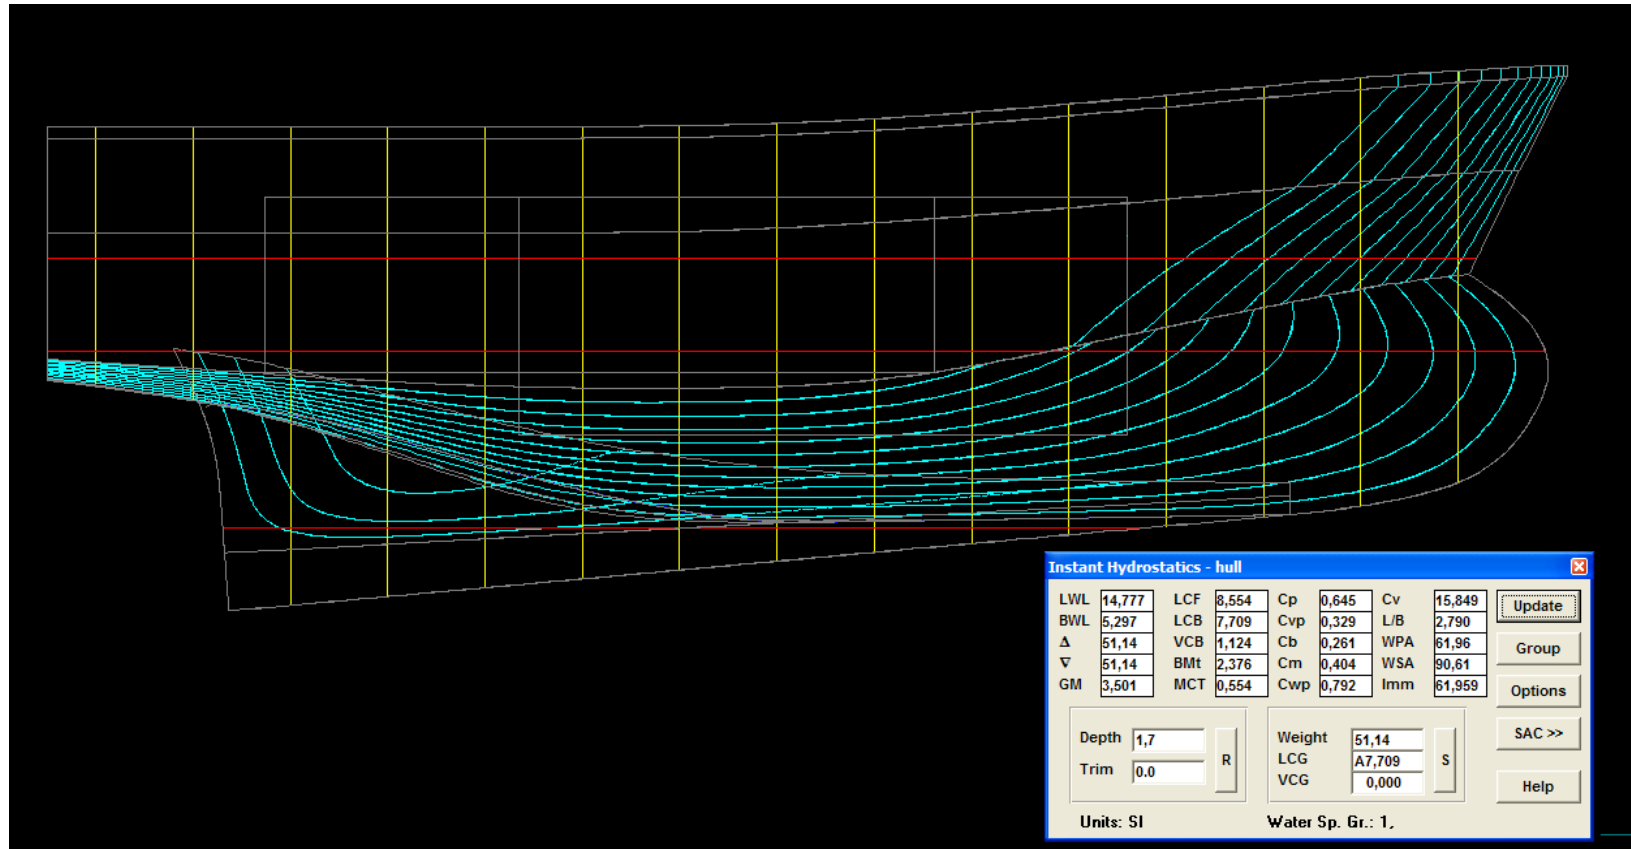 Instant Hydrostatics - hull
LWL 14,777 LCF 8,554 Cp 0,645 Cv 15,849 Update
BWL 5,297 LCB 7,709 Cvp 0,329 L/B 2,790
Δ 51,14 VCB 1,124 Cb 0,261 WPA 61,96 Group
∇ 51,14 BMt 2,376 Cm 0,404 WSA 90,61
GM 3,501 MCT 0,554 Cwp 0,792 Imm 61,959 Options
Depth 1,7 R Weight 51,14 S SAC >>
Trim 0.0 LCG A7,709
VCG 0,000 Help
Units: SI Water Sp. Gr.: 1,